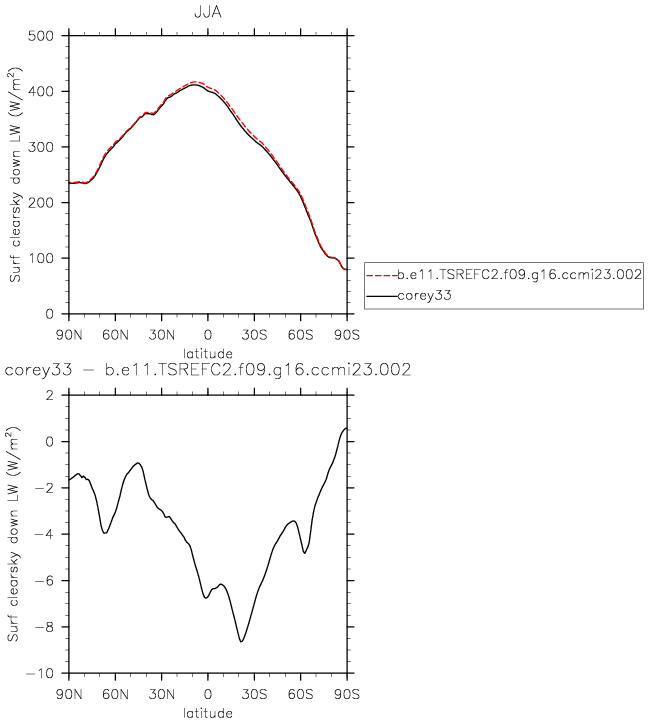 JJA
Surf clearsky down LW (W/m²)
500
400
300
200
100
0
90N 60N 30N 0 30S 60S 90S
latitude
b.e11.TSREFC2.f09.g16.ccmi23.002
corey33
corey33 − b.e11.TSREFC2.f09.g16.ccmi23.002
Surf clearsky down LW (W/m²)
2
0
−2
−4
−6
−8
−10
90N 60N 30N 0 30S 60S 90S
latitude